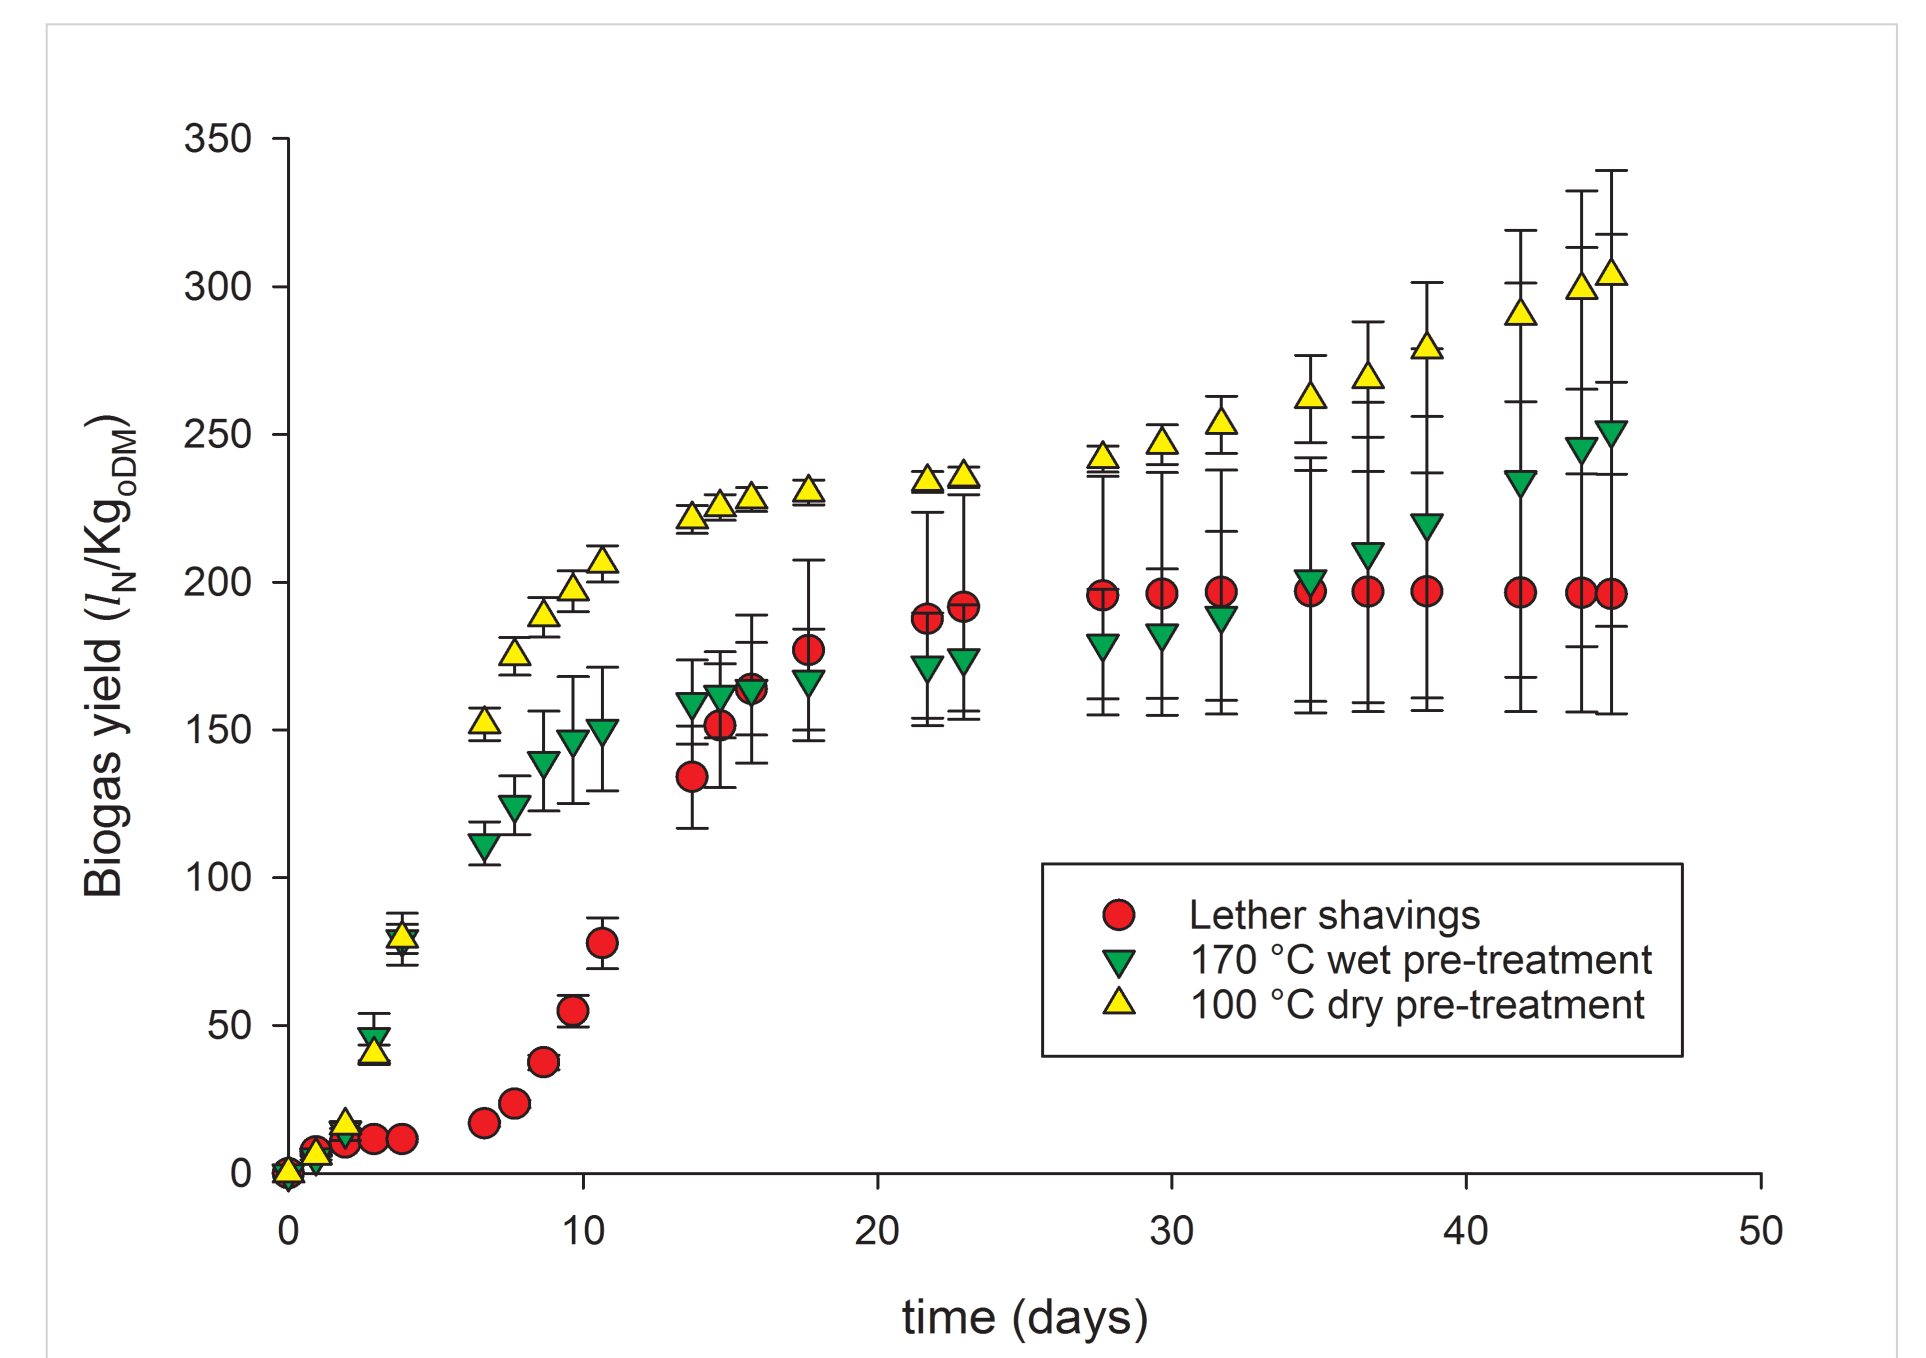 350
300
250
200
150
100
50
0
0 10 20 30 40 50
Biogas yield (lN/KgoDM)
time (days)
Lether shavings
170 °C wet pre-treatment
100 °C dry pre-treatment